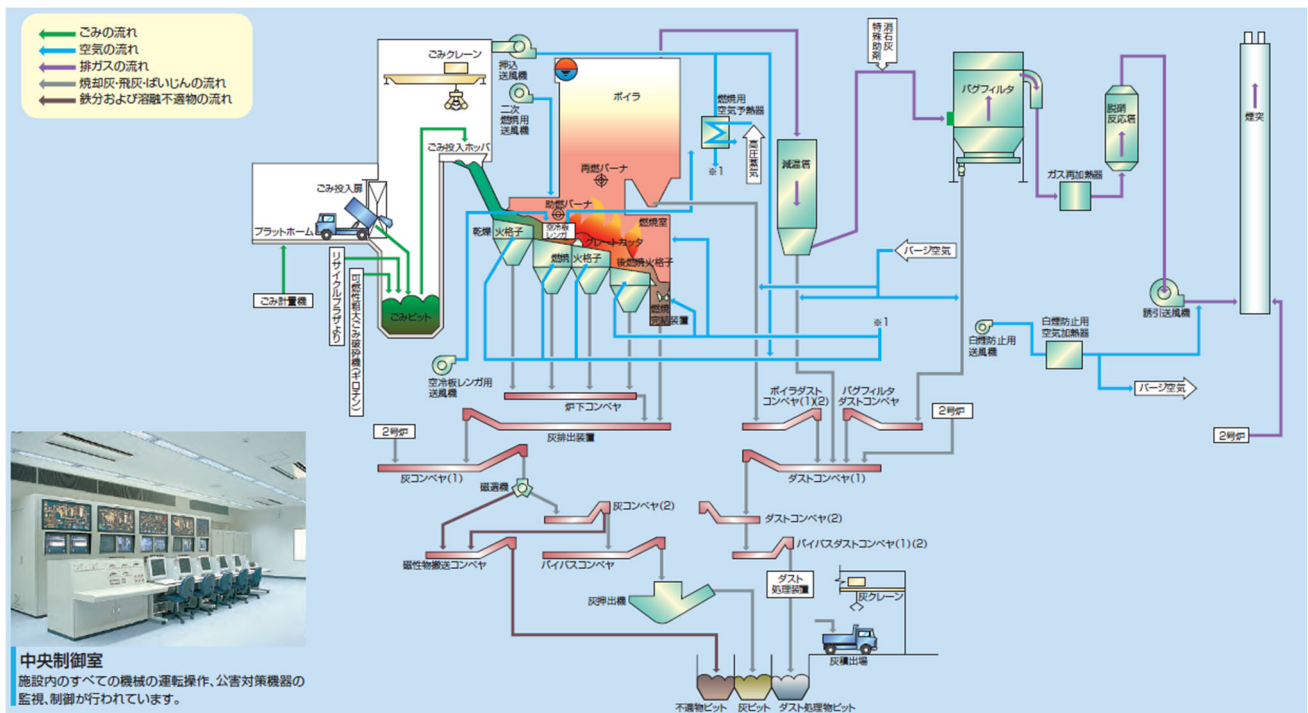 ごみの流れ
空気の流れ
排ガスの流れ
焼却灰・飛灰・ばいじんの流れ
鉄分および溶融不適物の流れ
ごみクレーン
押込
送風機
二次
燃焼用
送風機
ボイラ
燃焼用
空気予熱器
高圧蒸気
※1
消石灰
特殊助剤
バグフィルタ
脱硝
反応塔
煙突
減温塔
ガス再加熱器
ごみ投入ホッパ
ごみ投入扉
プラットホーム
再燃バーナ
助燃バーナ
燃焼室
空冷板
レンガ
グレートカッタ
乾燥火格子
燃焼火格子
後燃焼火格子
燃焼
完結装置
ごみ計量機
リサイクルプラザより
可燃性粗大ごみ破砕機(ギロチン)
ごみピット
パージ空気
※1
誘引送風機
白煙防止用
送風機
白煙防止用
空気加熱器
パージ空気
2号炉
空冷板レンガ用
送風機
炉下コンベヤ
灰排出装置
ボイラダスト
コンベヤ(1)(2)
バグフィルタ
ダストコンベヤ
2号炉
2号炉
灰コンベヤ(1)
ダストコンベヤ(1)
磁選機
灰コンベヤ(2)
ダストコンベヤ(2)
磁性物搬送コンベヤ
バイパスコンベヤ
バイパスダストコンベヤ(1)(2)
灰押出機
ダスト
処理装置
灰クレーン
灰積出場
不適物ピット
灰ピット
ダスト処理物ピット
中央制御室
施設内のすべての機械の運転操作、公害対策機器の
監視、制御が行われています。